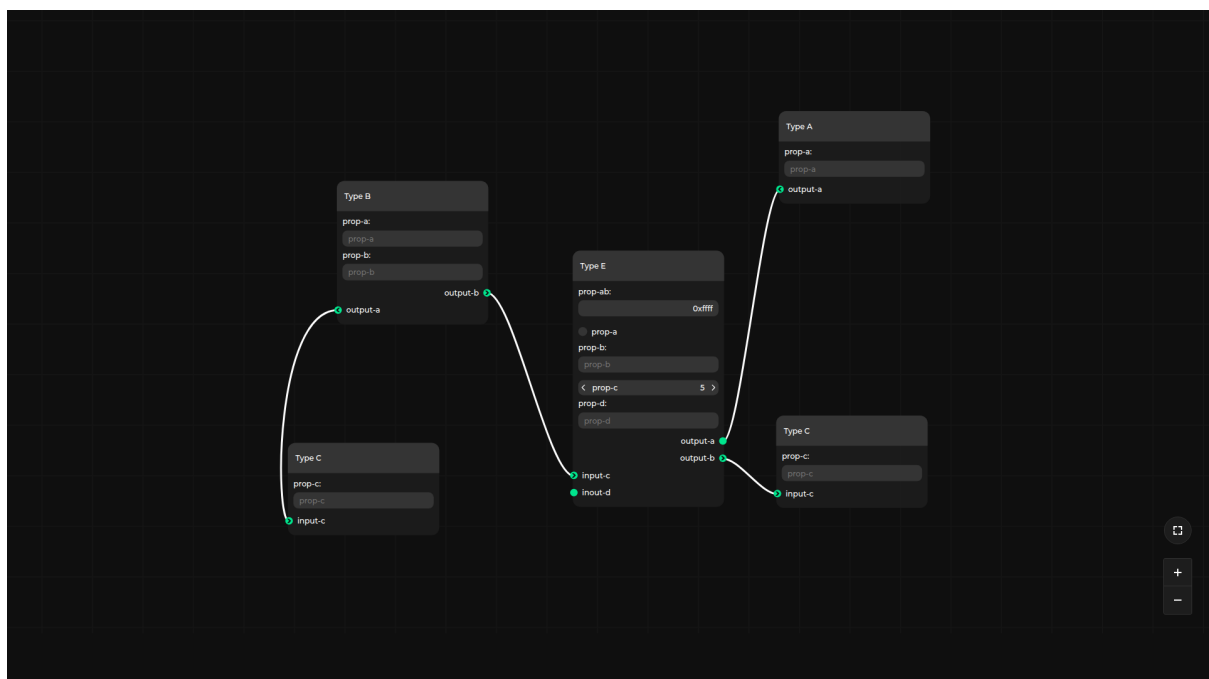 Type A
prop-a:
prop-a
output-a
Type B
prop-a:
prop-a
prop-b:
prop-b
output-b
output-a
Type E
prop-ab:
0xffff
prop-a
prop-b:
prop-b
prop-c 5
prop-d:
prop-d
output-a
output-b
input-c
inout-d
Type C
prop-c:
prop-c
input-c
Type C
prop-c:
prop-c
input-c